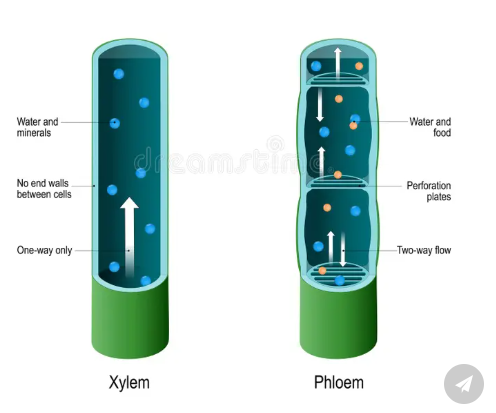 Water and
minerals
No end walls
between cells
One-way only
Water and
food
Perforation
plates
Two-way flow
dreamstime
Xylem
Phloem